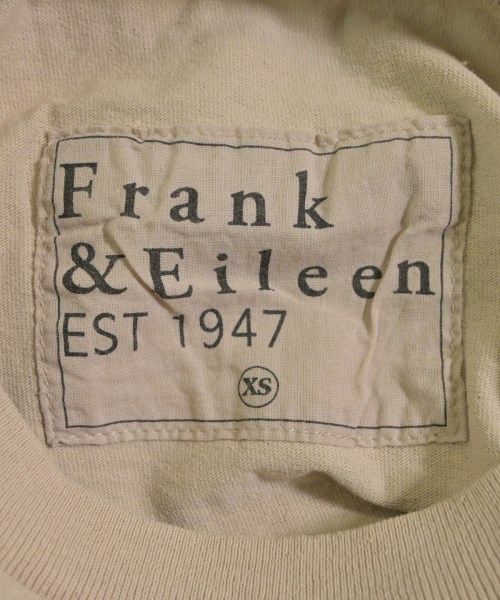 Frank
& Eileen
EST 1947
XS